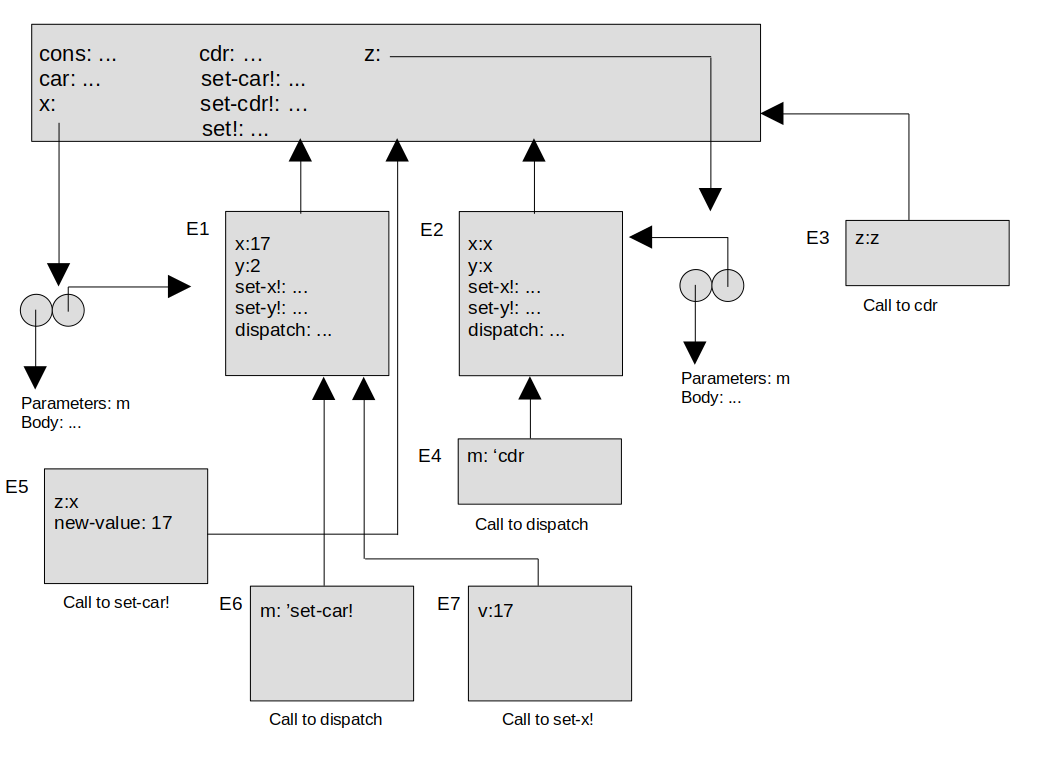 cons: ... cdr: … z:
car: ... set-car!: ...
x: set-cdr!: …
set!: ...
E1
x:17
y:2
set-x!: ...
set-y!: ...
dispatch: ...
E2
x:x
y:x
set-x!: ...
set-y!: ...
dispatch: ...
E3
z:z
Call to cdr
Parameters: m
Body: ...
Parameters: m
Body: ...
E4
m: ‘cdr
Call to dispatch
E5
z:x
new-value: 17
Call to set-car!
E6
m: ’set-car!
Call to dispatch
E7
v:17
Call to set-x!